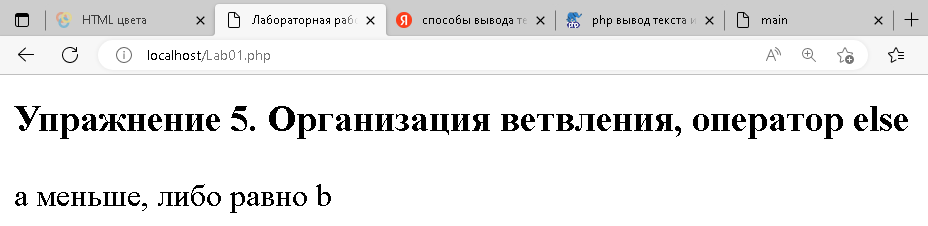 HTML цвета
Лабораторная раб
способы вывода те
php вывод текста и
main
localhost/Lab01.php
Упражнение 5. Организация ветвления, оператор else
а меньше, либо равно b